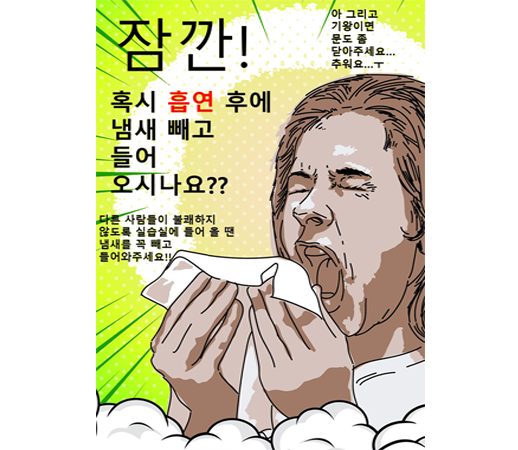 잠깐!
아 그리고
기왕이면
문도 좀
닫아주세요...
추워요...ㅜ
혹시 흡연 후에
냄새 빼고
들어
오시나요??
다른 사람들이 불쾌하지
않도록 실습실에 들어 올 땐
냄새를 꼭 빼고
들어와주세요!!